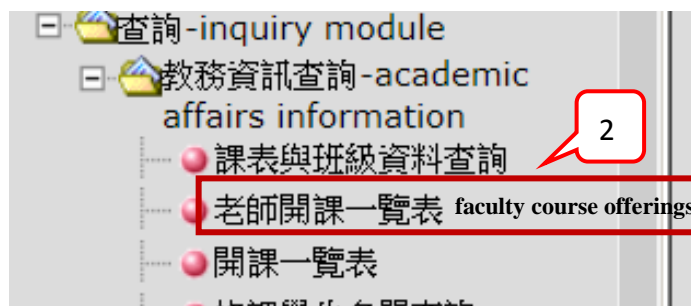 查詢-inquiry module
教務資訊查詢-academic
affairs information
2
課表與班級資料查詢
老師開課一覽表 faculty course offerings
開課一覽表